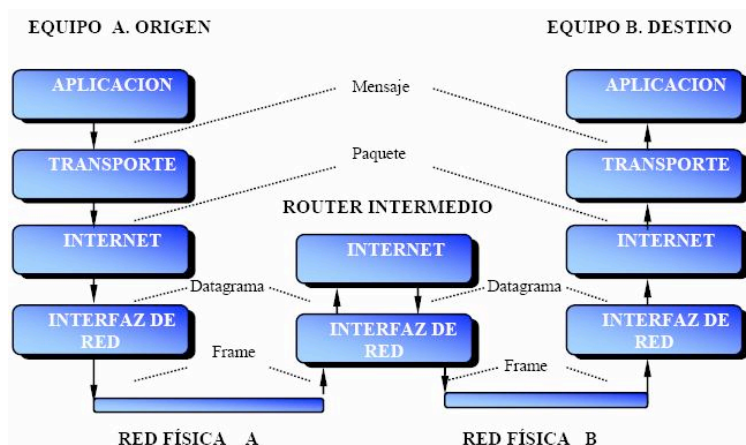 EQUIPO A. ORIGEN
EQUIPO B. DESTINO
APLICACION
Mensaje
APLICACION
TRANSPORTE
Paquete
TRANSPORTE
ROUTER INTERMEDIO
INTERNET
INTERNET
INTERNET
Datagrama
Datagrama
INTERFAZ DE
RED
INTERFAZ DE
RED
INTERFAZ DE
RED
Frame
Frame
RED FÍSICA A
RED FÍSICA B